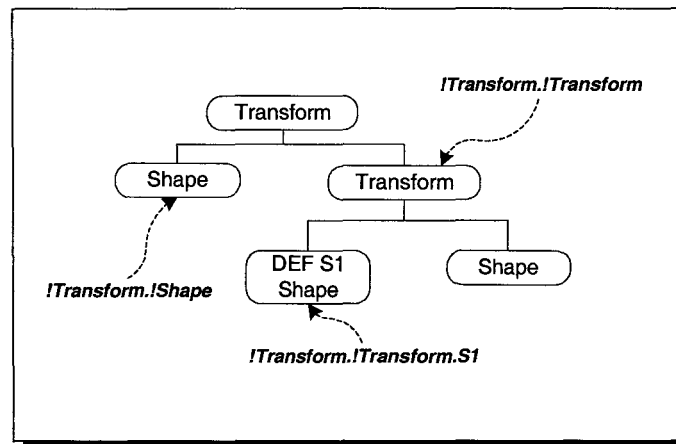 !Transform.!Transform
Transform
Shape
Transform
DEF S1
Shape
Shape
!Transform.!Shape
!Transform.!Transform.S1